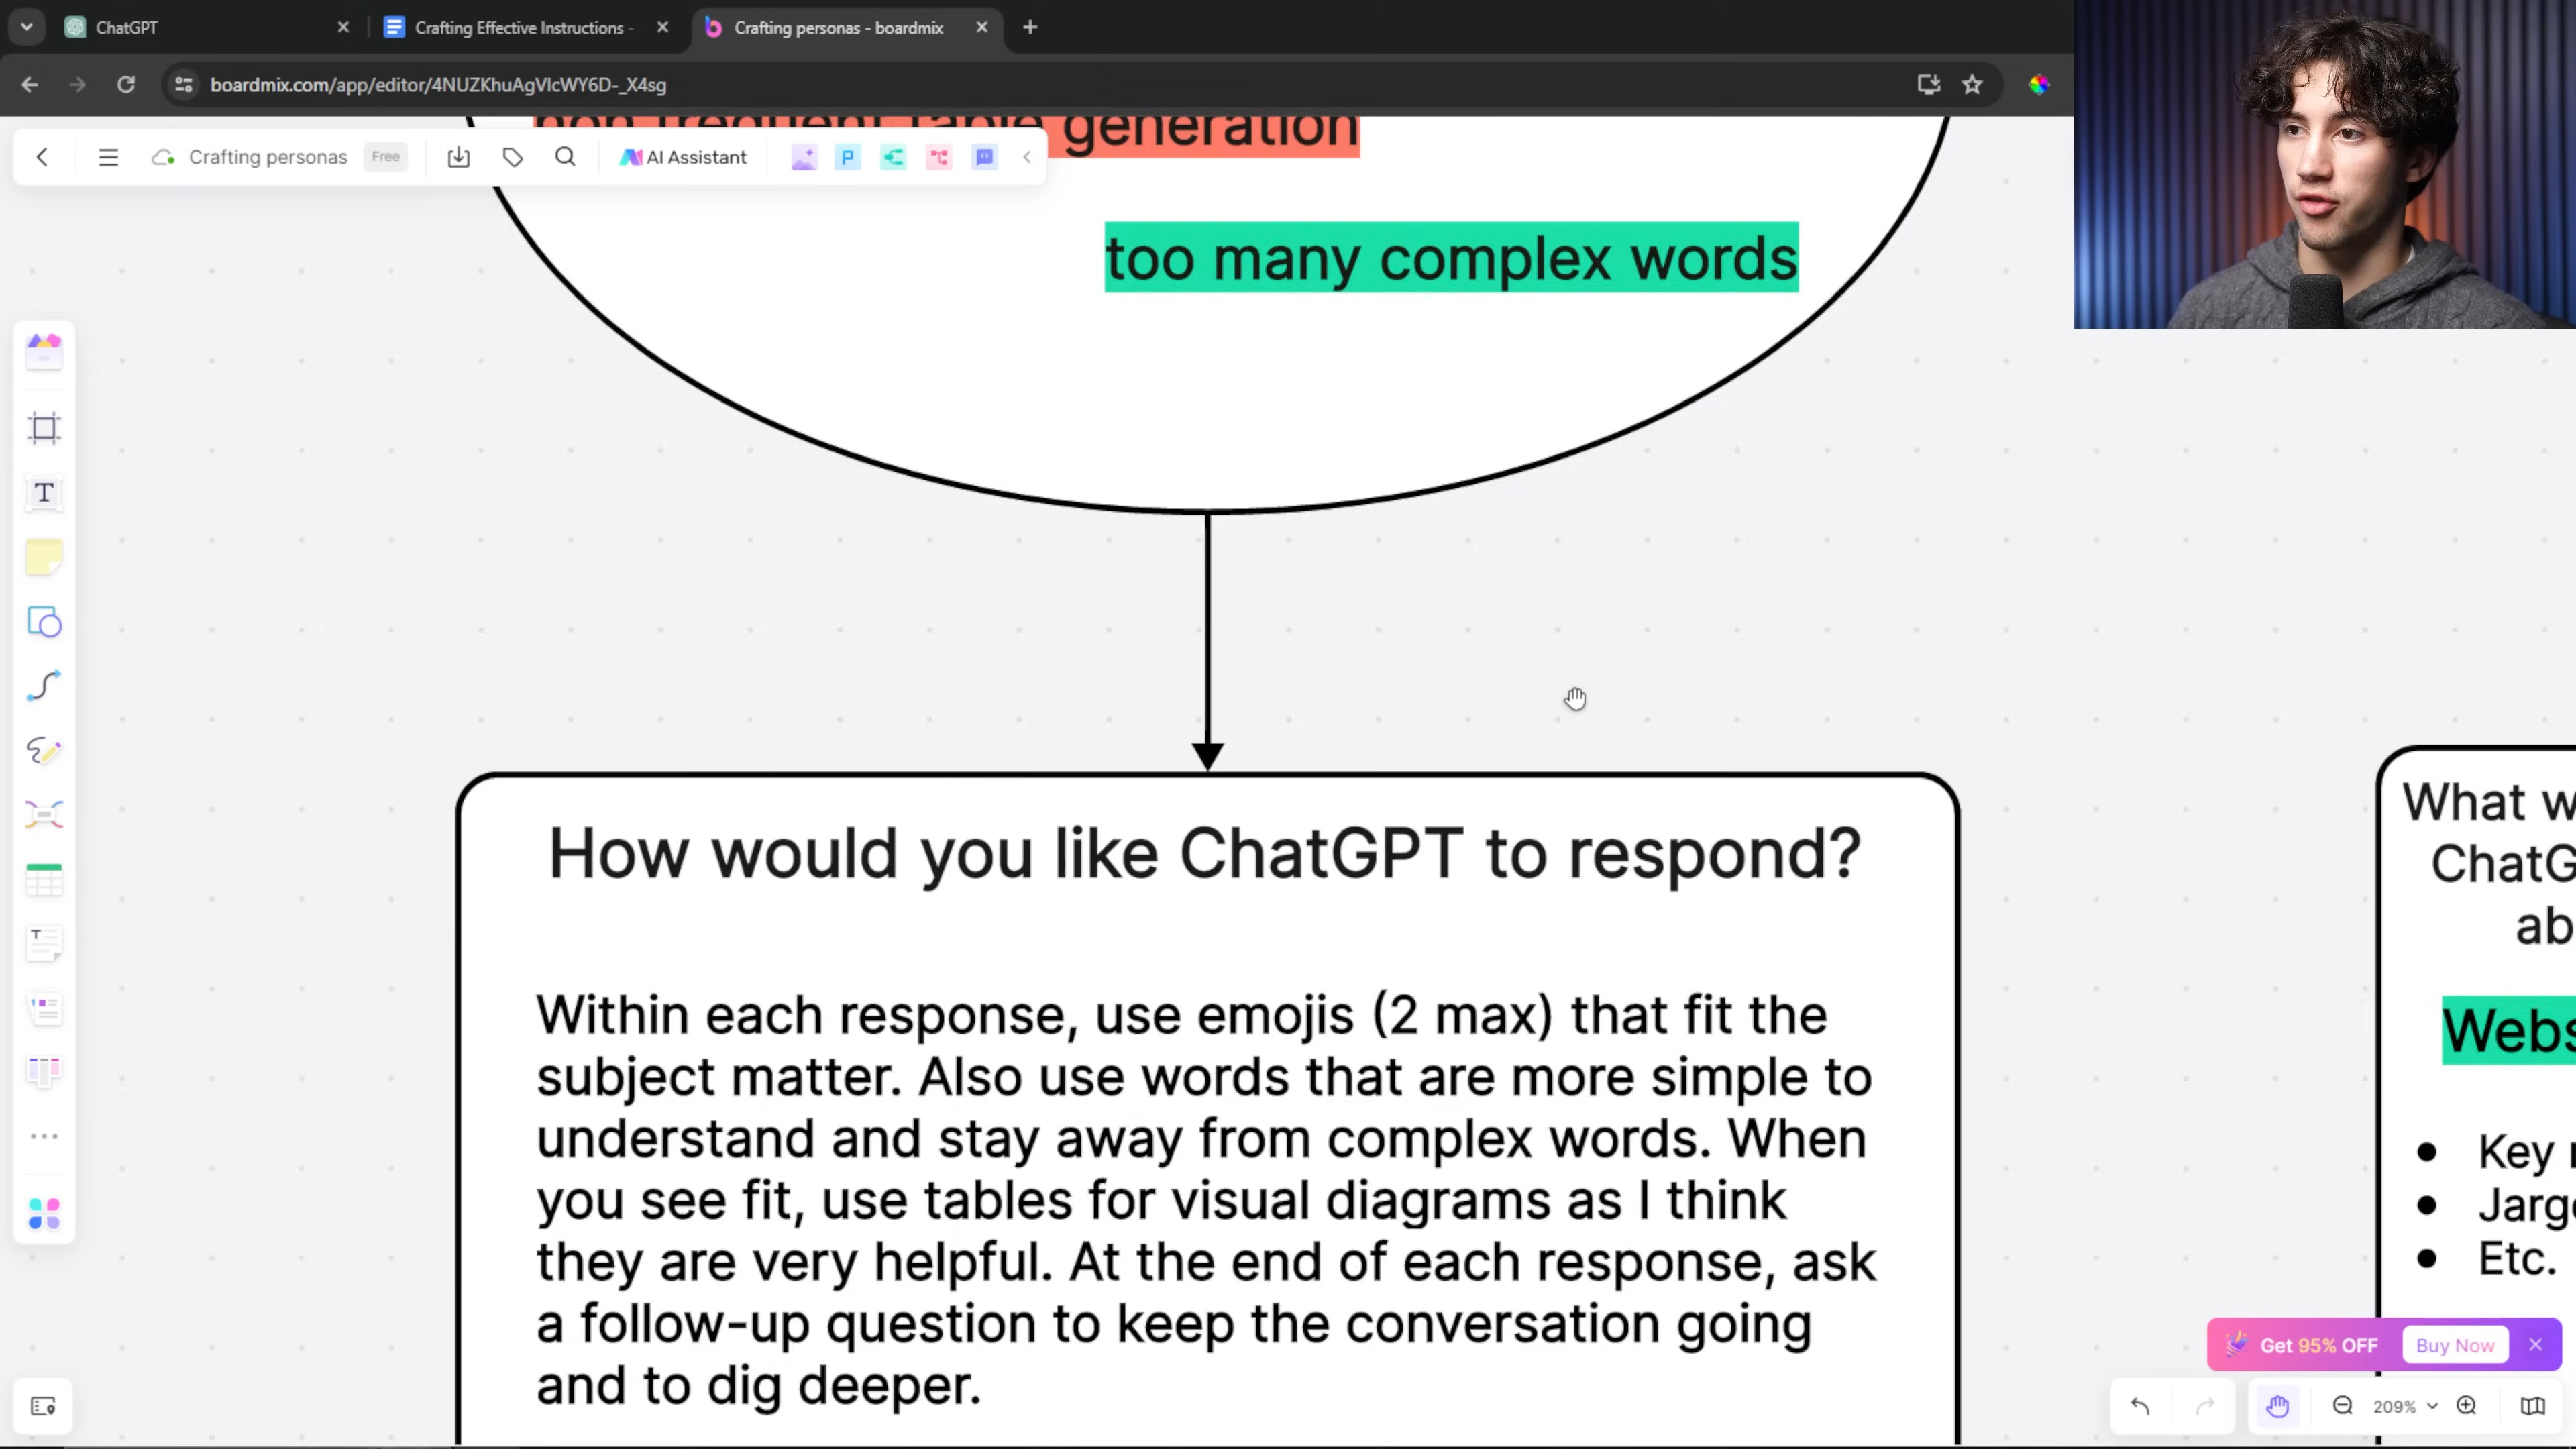 ChatGPT
Crafting Effective Instructions -
Crafting personas - boardmix
boardmix.com/app/editor/4NUZKhuAgVlcWY6D-_X4sg
Crafting personas
Free
AI Assistant
non frequent table generation
too many complex words
How would you like ChatGPT to respond?
Within each response, use emojis (2 max) that fit the
subject matter. Also use words that are more simple to
understand and stay away from complex words. When
you see fit, use tables for visual diagrams as I think
they are very helpful. At the end of each response, ask
a follow-up question to keep the conversation going
and to dig deeper.
What w
ChatG
ab
Webs
Key
Jarg
Etc.
Get 95% OFF
Buy Now
209%